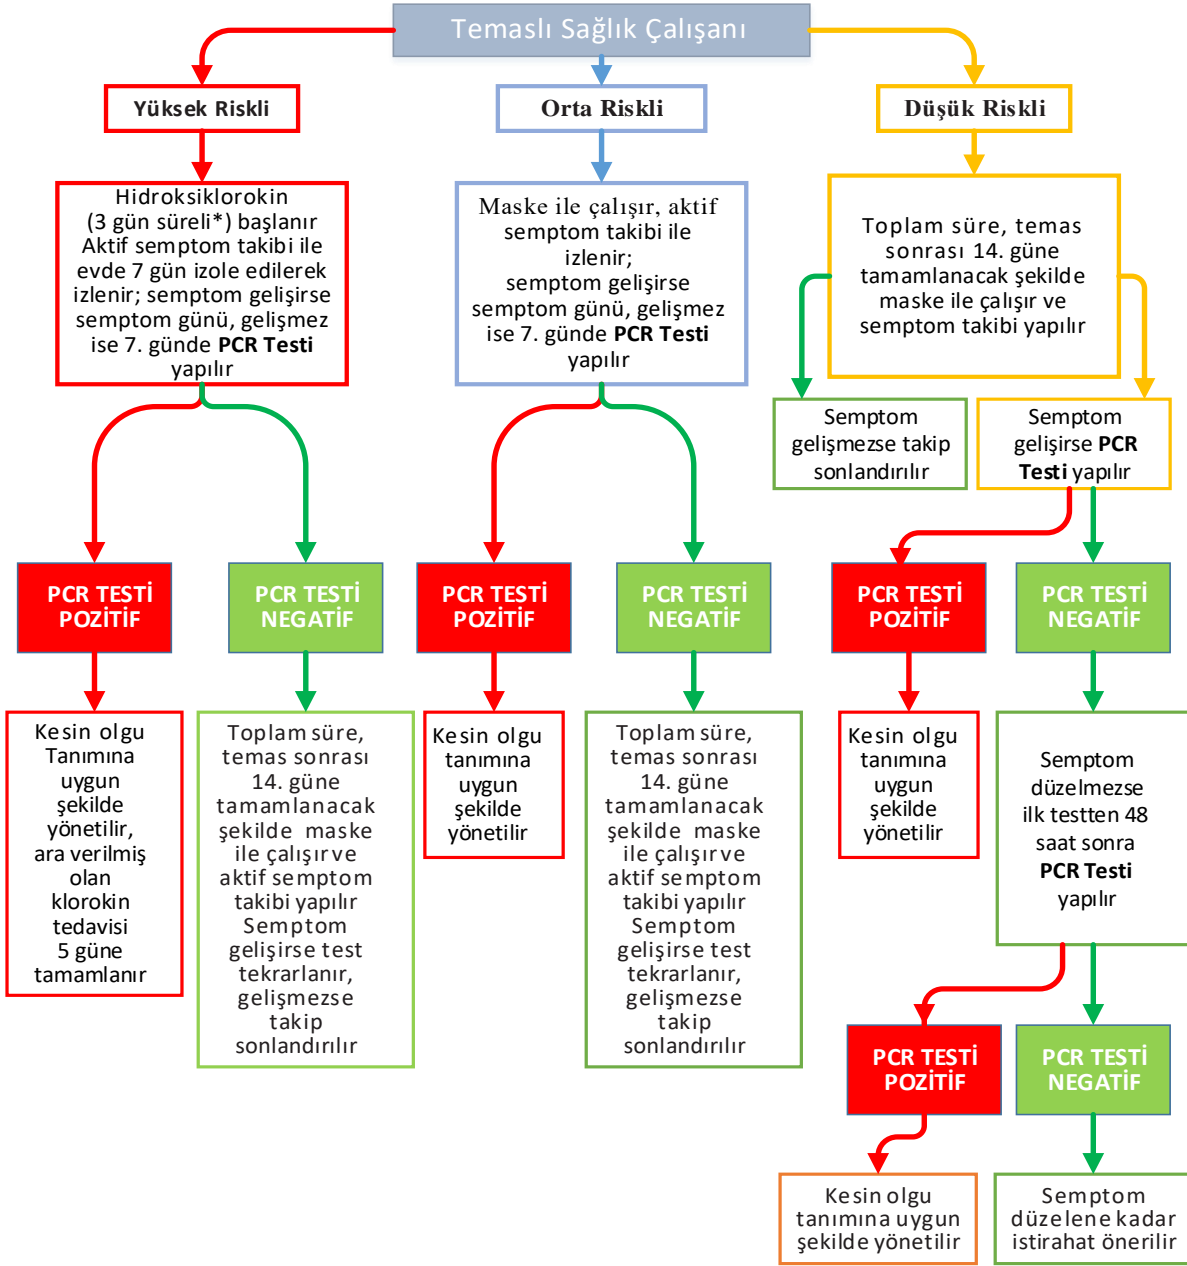 Temaslı Sağlık Çalışanı
Yüksek Riskli
Hidroksiklorokin
(3 gün süreli*) başlanır
Aktif semptom takibi ile
evde 7 gün izole edilerek
izlenir; semptom gelişirse
semptom günü, gelişmez
ise 7. günde PCR Testi
yapılır
PCR TESTİ
POZİTİF
Kesin olgu
Tanımına
uygun
şekilde
yönetilir,
ara verilmiş
olan
klorokin
tedavisi
5 güne
tamamlanır
PCR TESTİ
NEGATİF
Toplam süre,
temas sonrası
14. güne
tamamlanacak
şekilde maske
ile çalışır ve
aktif semptom
takibi yapılır
Semptom
gelişirse test
tekrarlanır,
gelişmezse
takip
sonlandırılır
Orta Riskli
Maske ile çalışır, aktif
semptom takibi ile
izlenir;
semptom gelişirse
semptom günü, gelişmez
ise 7. günde PCR Testi
yapılır
PCR TESTİ
POZİTİF
Kesin olgu
tanımına
uygun
şekilde
yönetilir
PCR TESTİ
NEGATİF
Toplam süre,
temas sonrası
14. güne
tamamlanacak
şekilde maske
ile çalışır ve
aktif semptom
takibi yapılır
Semptom
gelişirse test
tekrarlanır,
gelişmezse
takip
sonlandırılır
Düşük Riskli
Toplam süre, temas
sonrası 14. güne
tamamlanacak şekilde
maske ile çalışır ve
semptom takibi yapılır
Semptom
gelişmezse takip
sonlandırılır
Semptom
gelişirse PCR
Testi yapılır
PCR TESTİ
POZİTİF
Kesin olgu
tanımına
uygun
şekilde
yönetilir
PCR TESTİ
NEGATİF
Semptom
düzelmezse
ilk testten 48
saat sonra
PCR Testi
yapılır
PCR TESTİ
POZİTİF
Kesin olgu
tanımına uygun
şekilde yönetilir
PCR TESTİ
NEGATİF
Semptom
düzelene kadar
istirahat önerilir